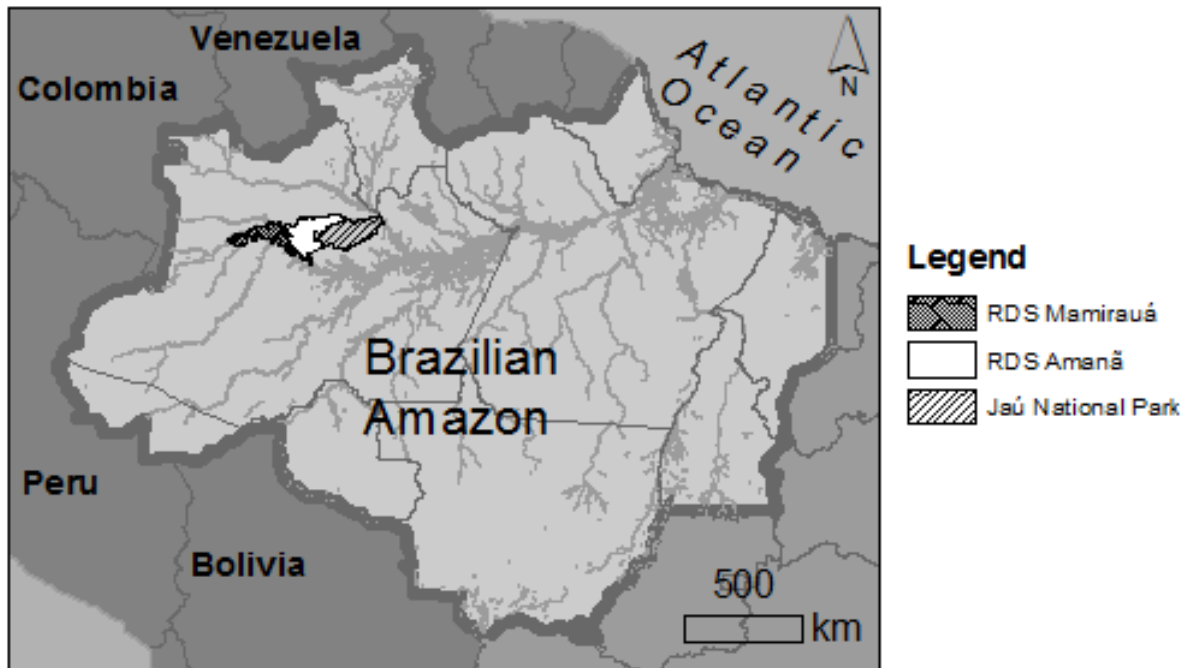 Venezuela
Colombia
Atlantic
Ocean
N
Brazilian
Amazon
Peru
Bolivia
500
km
Legend
RDS Mamirauá
RDS Amanã
Jaú National Park